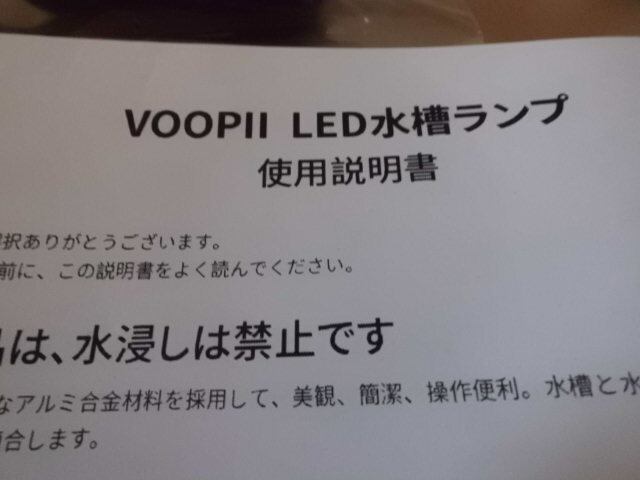 VOOPII LED水槽ランプ
使用説明書
択ありがとうございます。
前に、この説明書をよく読んでください。
は、水浸しは禁止です
なアルミ合金材料を採用して、美観、簡潔、操作便利。水槽と水
合します。